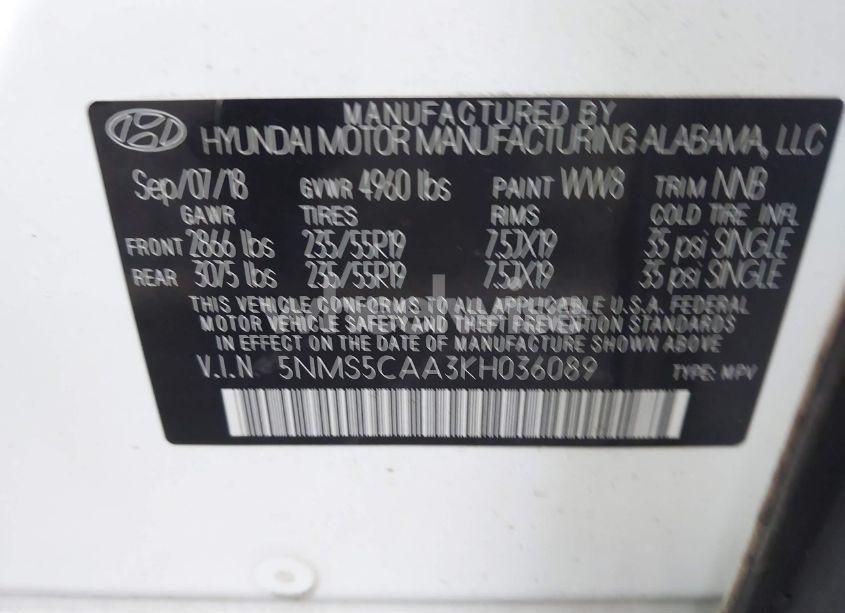 MANUFACTURED BY
HYUNDAI MOTOR MANUFACTURING ALABAMA, LLC
Sep/07/18 GVWR 4960 lbs PAINT WW8 TRIM NNB
GAWR TIRES RIMS COLD TIRE INFL
FRONT 2866 lbs 235/55R19 7.5JX19 35 psi SINGLE
REAR 3075 lbs 235/55R19 7.5JX19 35 psi SINGLE
THIS VEHICLE CONFORMS TO ALL APPLICABLE U.S.A. FEDERAL
MOTOR VEHICLE SAFETY AND THEFT PREVENTION STANDARDS
IN EFFECT ON THE DATE OF MANUFACTURE SHOWN ABOVE
V.I.N. 5NMS5CAA3KH036089 TYPE: MPV